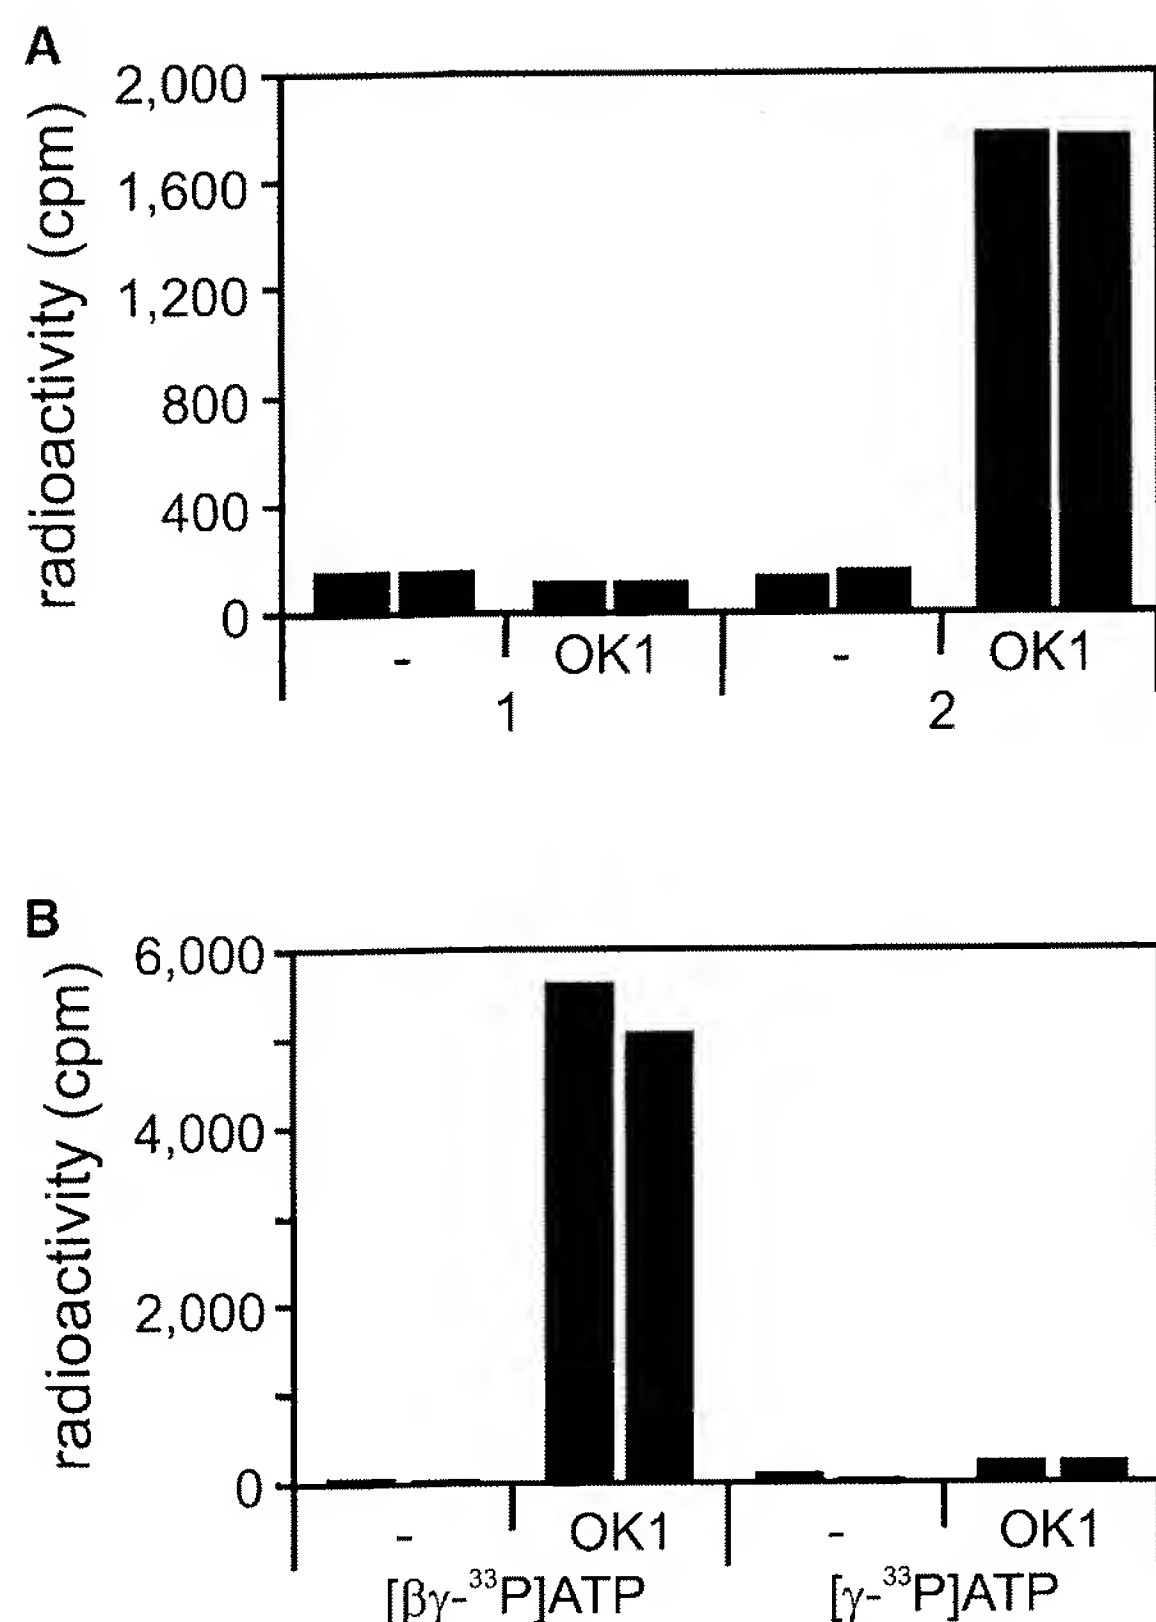 A
radioactivity (cpm)
2,000
1,600
1,200
800
400
0
- OK1 - OK1
1 2
B
radioactivity (cpm)
6,000
4,000
2,000
0
- OK1 - OK1
[βγ-³³P]ATP [γ-³³P]ATP